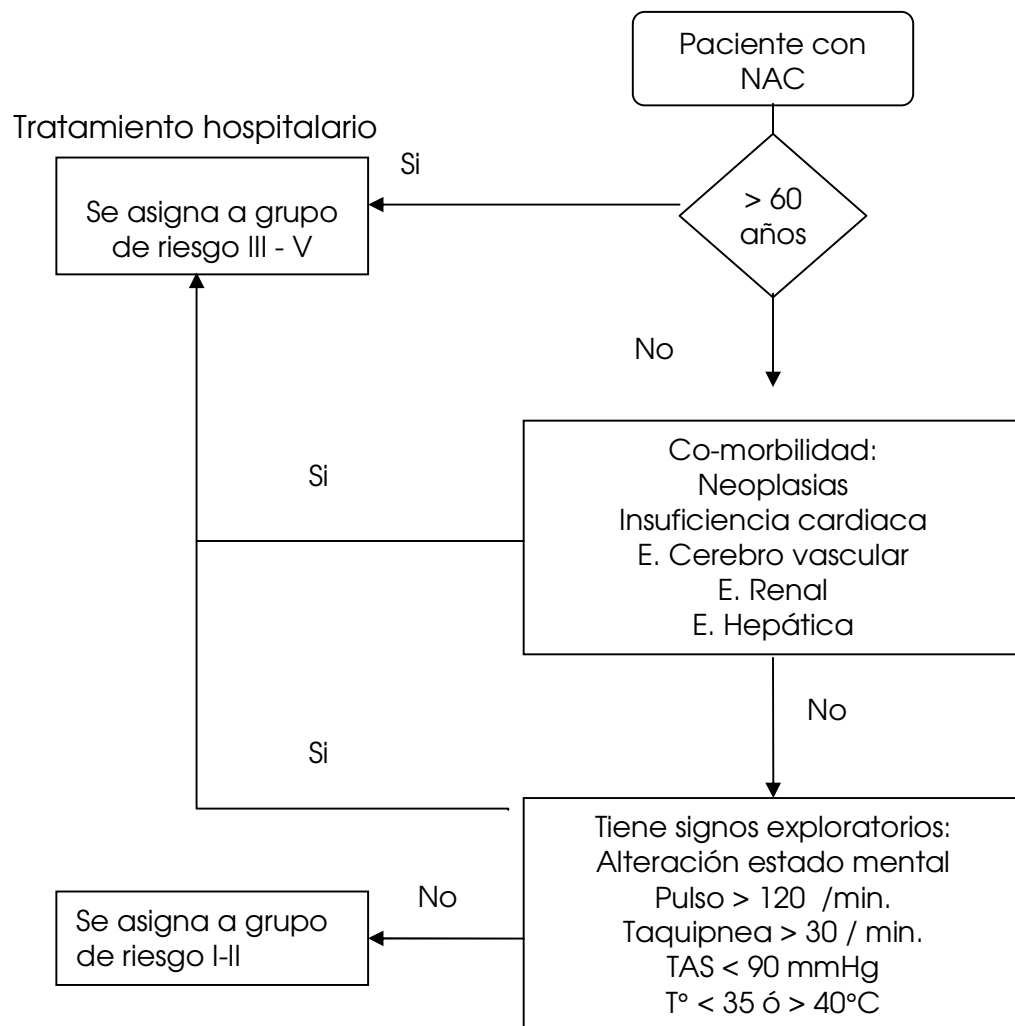 Paciente con
NAC
Tratamiento hospitalario
Si
> 60
años
Se asigna a grupo
de riesgo III - V
No
Co-morbilidad:
Neoplasias
Insuficiencia cardiaca
E. Cerebro vascular
E. Renal
E. Hepática
Si
No
Si
Tiene signos exploratorios:
Alteración estado mental
Pulso > 120 /min.
Taquipnea > 30 / min.
TAS < 90 mmHg
T° < 35 ó > 40°C
No
Se asigna a grupo
de riesgo I-II